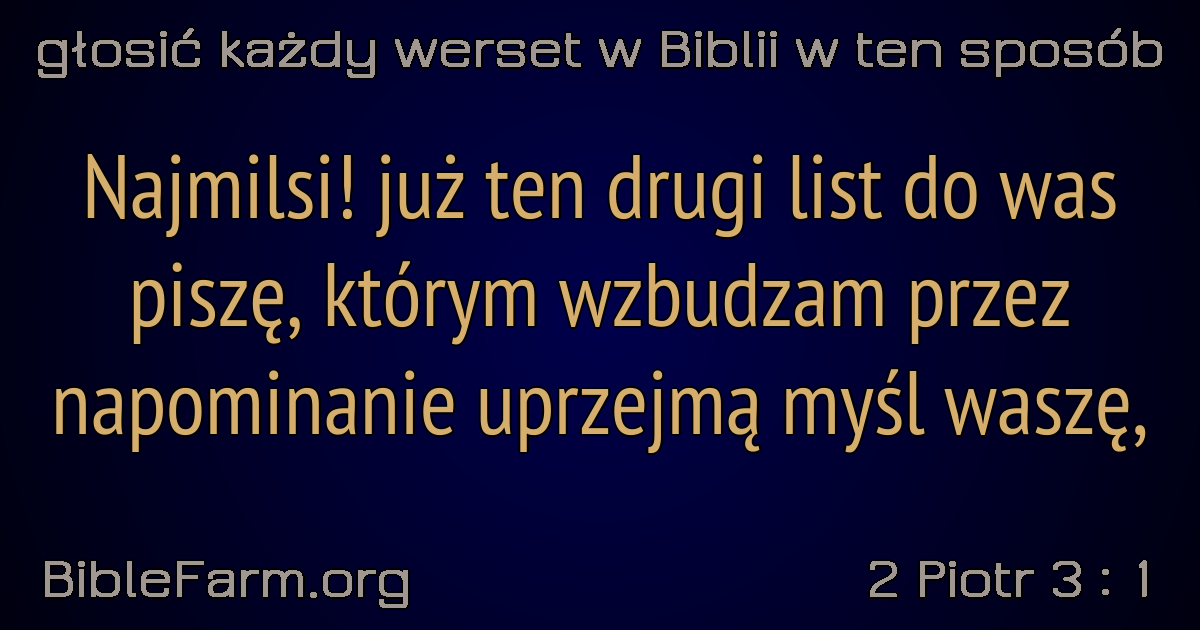 głosić każdy werset w Biblii w ten sposób
Najmilsi! już ten drugi list do was
piszę, którym wzbudzam przez
napominanie uprzejmą myśl waszę,
BibleFarm.org
2 Piotr 3 : 1